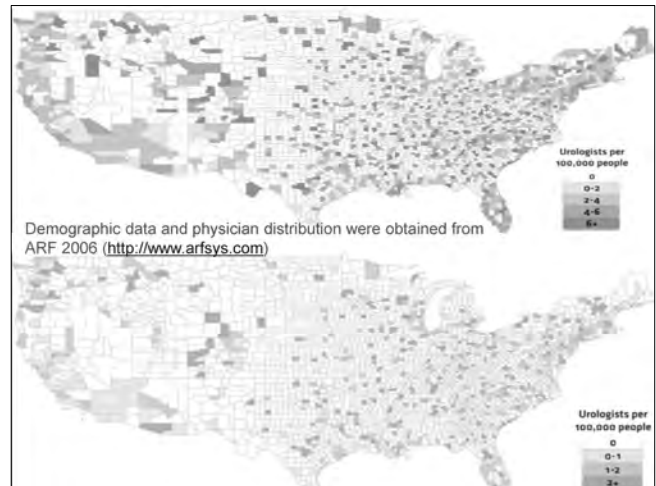 Urologists per
100,000 people
0
0-2
2-4
4-6
6+
Demographic data and physician distribution were obtained from
ARF 2006 (http://www.arfsys.com)
Urologists per
100,000 people
0
0-1
1-2
2+